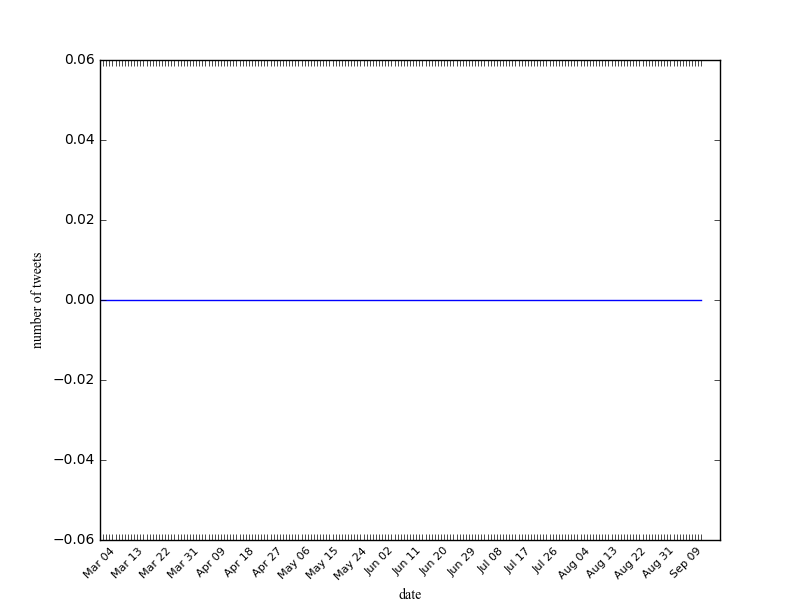 0.06
0.04
0.02
0.00
−0.02
−0.04
−0.06
number of tweets
Mar 04 Mar 13 Mar 22 Mar 31 Apr 09 Apr 18 Apr 27 May 06 May 15 May 24 Jun 02 Jun 11 Jun 20 Jun 29 Jul 08 Jul 17 Jul 26 Aug 04 Aug 13 Aug 22 Aug 31 Sep 09
date